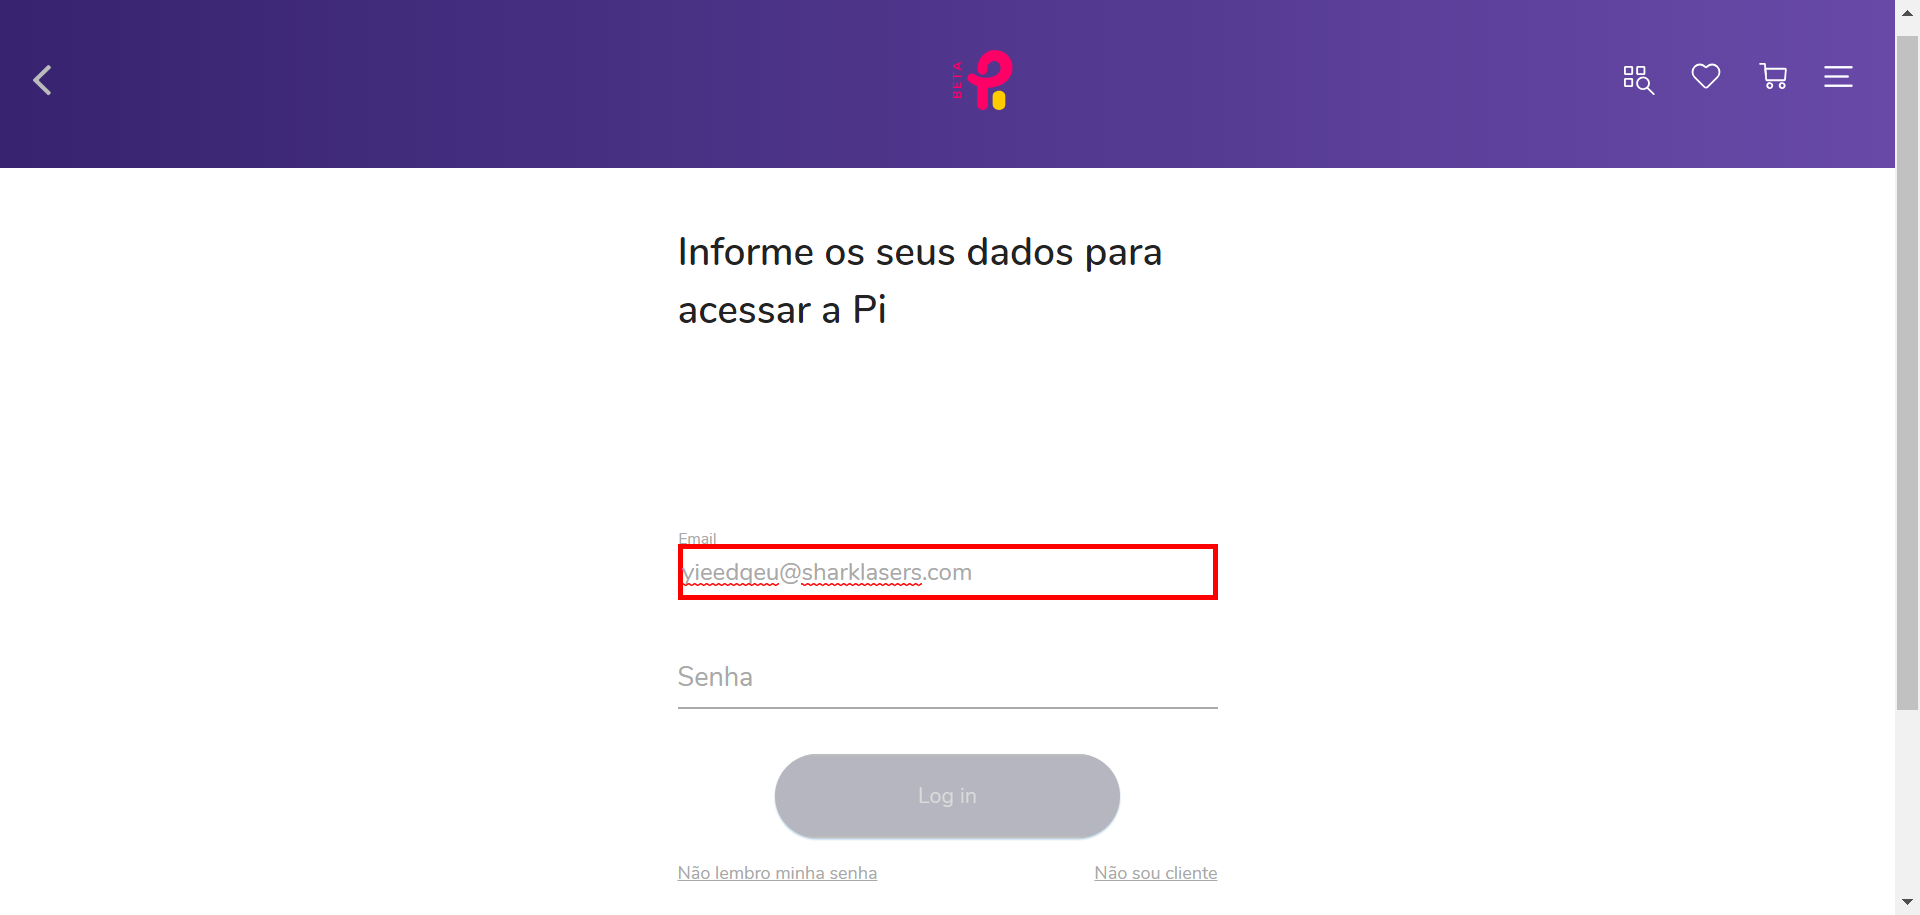 BETA
Informe os seus dados para
acessar a Pi
Email
yieedqeu@sharklasers.com
Senha
Log in
Não lembro minha senha
Não sou cliente